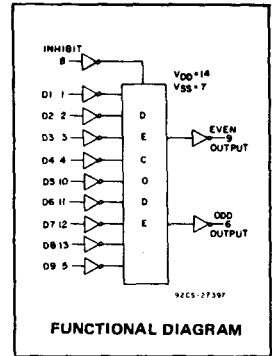 INHIBIT
8
VDD=14
VSS=7
D1 1
D2 2
D3 3
D4 4
D5 10
D6 11
D7 12
D8 13
D9 5
D
E
C
O
D
E
EVEN
9
OUTPUT
ODD
6
OUTPUT
92CS-27397
FUNCTIONAL DIAGRAM